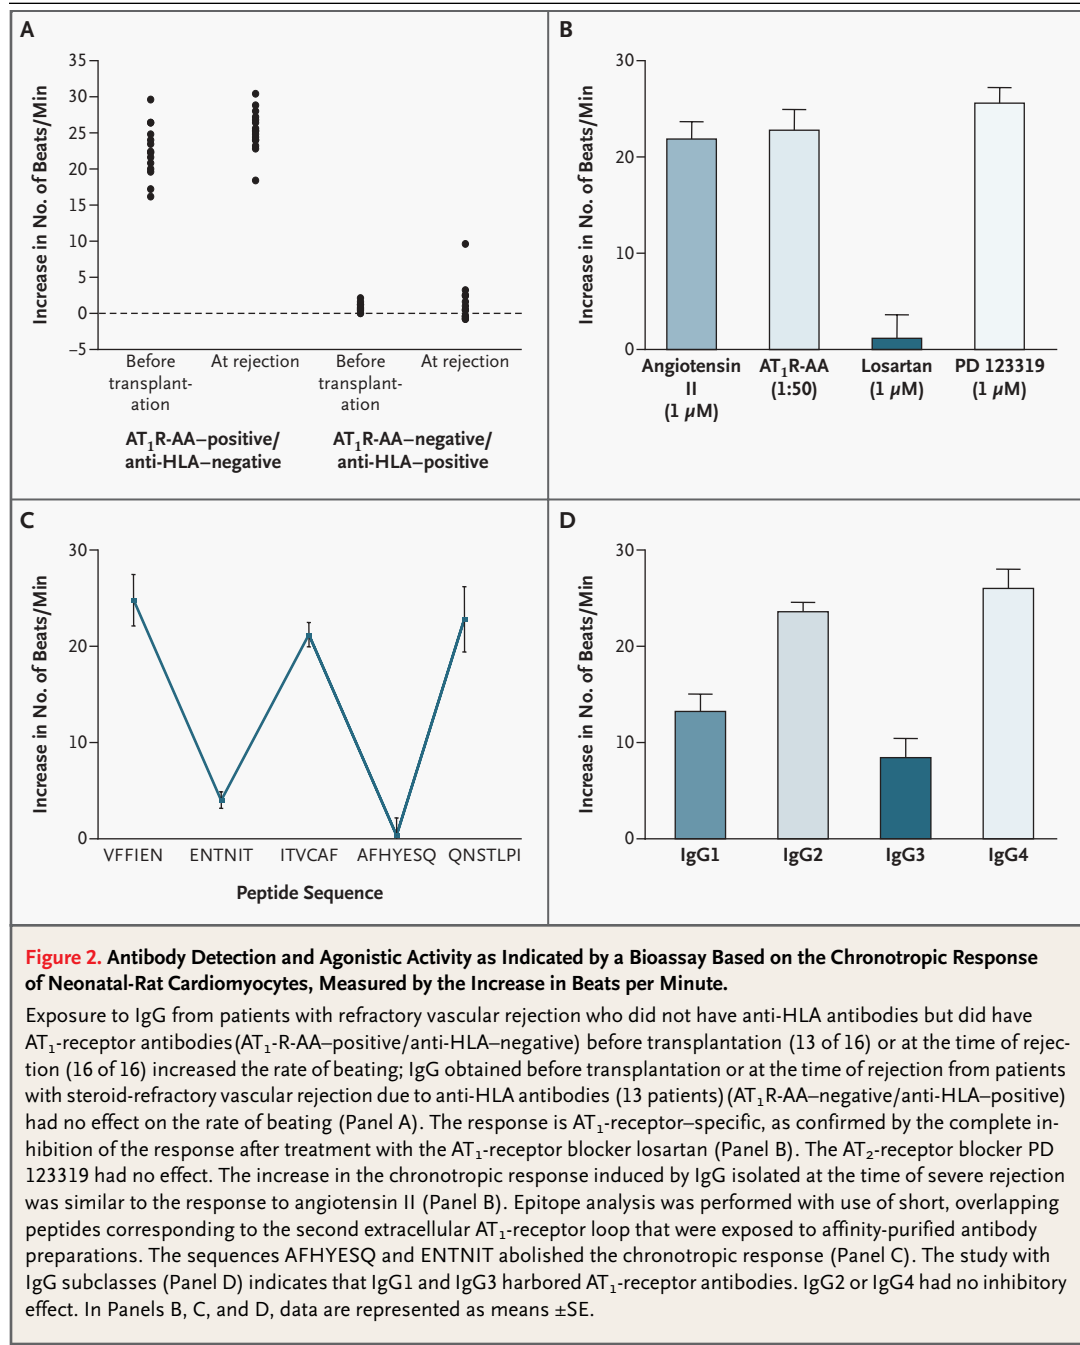 A
Increase in No. of Beats/Min
35
30
25
20
15
10
5
0
–5
Before
transplant-
ation
At rejection
Before
transplant-
ation
At rejection
AT₁R-AA–positive/
anti-HLA–negative
AT₁R-AA–negative/
anti-HLA–positive
B
Increase in No. of Beats/Min
30
20
10
0
Angiotensin
II
(1 µM)
AT₁R-AA
(1:50)
Losartan
(1 µM)
PD 123319
(1 µM)
C
Increase in No. of Beats/Min
30
20
10
0
VFFIEN
ENTNIT
ITVCAF
AFHYESQ
QNSTLPI
Peptide Sequence
D
Increase in No. of Beats/Min
30
20
10
0
IgG1
IgG2
IgG3
IgG4
Figure 2. Antibody Detection and Agonistic Activity as Indicated by a Bioassay Based on the Chronotropic Response
of Neonatal-Rat Cardiomyocytes, Measured by the Increase in Beats per Minute.
Exposure to IgG from patients with refractory vascular rejection who did not have anti-HLA antibodies but did have
AT₁-receptor antibodies (AT₁-R-AA–positive/anti-HLA–negative) before transplantation (13 of 16) or at the time of rejec-
tion (16 of 16) increased the rate of beating; IgG obtained before transplantation or at the time of rejection from patients
with steroid-refractory vascular rejection due to anti-HLA antibodies (13 patients) (AT₁R-AA–negative/anti-HLA–positive)
had no effect on the rate of beating (Panel A). The response is AT₁-receptor–specific, as confirmed by the complete in-
hibition of the response after treatment with the AT₁-receptor blocker losartan (Panel B). The AT₂-receptor blocker PD
123319 had no effect. The increase in the chronotropic response induced by IgG isolated at the time of severe rejection
was similar to the response to angiotensin II (Panel B). Epitope analysis was performed with use of short, overlapping
peptides corresponding to the second extracellular AT₁-receptor loop that were exposed to affinity-purified antibody
preparations. The sequences AFHYESQ and ENTNIT abolished the chronotropic response (Panel C). The study with
IgG subclasses (Panel D) indicates that IgG1 and IgG3 harbored AT₁-receptor antibodies. IgG2 or IgG4 had no inhibitory
effect. In Panels B, C, and D, data are represented as means ±SE.